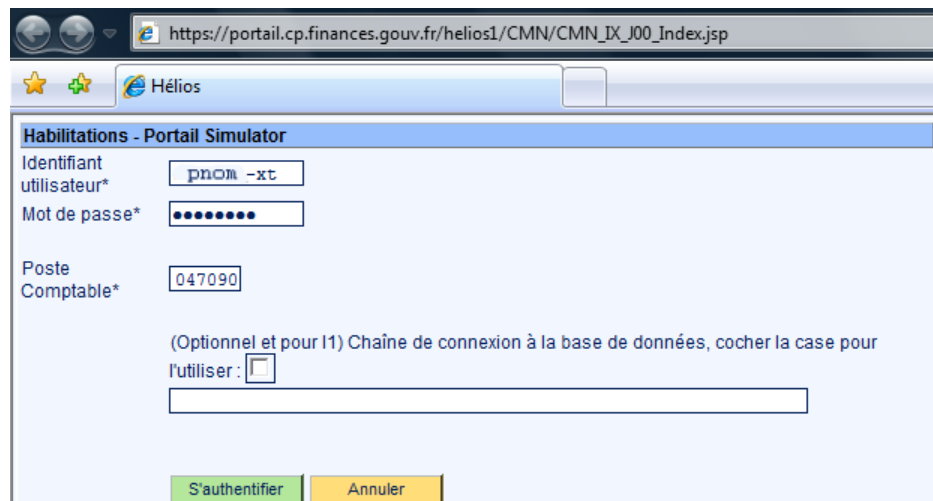 https://portail.cp.finances.gouv.fr/helios1/CMN/CMN_IX_J00_Index.jsp
Hélios
Habilitations - Portail Simulator
Identifiant
utilisateur*
pnom -xt
Mot de passe*
••••••••
Poste
Comptable*
047090
(Optionnel et pour I1) Chaîne de connexion à la base de données, cocher la case pour
l'utiliser :
S'authentifier
Annuler